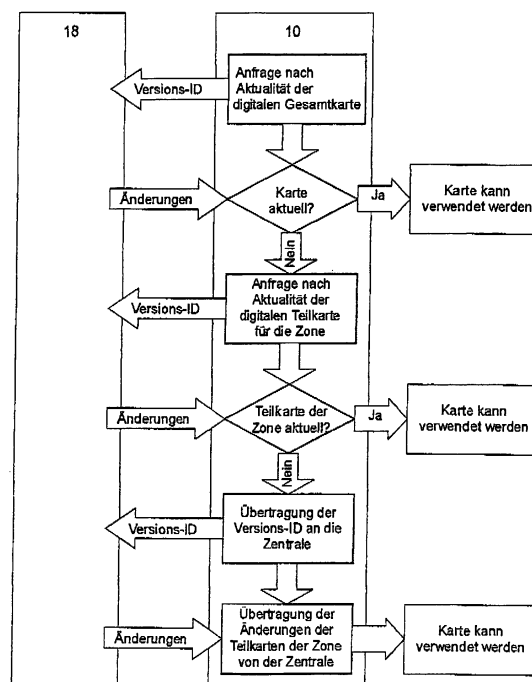 18
10
Versions-ID
Anfrage nach
Aktualität der
digitalen Gesamtkarte
Änderungen
Karte
aktuell?
Ja
Karte kann
verwendet werden
Nein
Versions-ID
Anfrage nach
Aktualität der
digitalen Teilkarte
für die Zone
Änderungen
Teilkarte der
Zone aktuell?
Ja
Karte kann
verwendet werden
Nein
Versions-ID
Übertragung der
Versions-ID an die
Zentrale
Änderungen
Übertragung der
Änderungen der
Teilkarten der Zone
von der Zentrale
Karte kann
verwendet werden